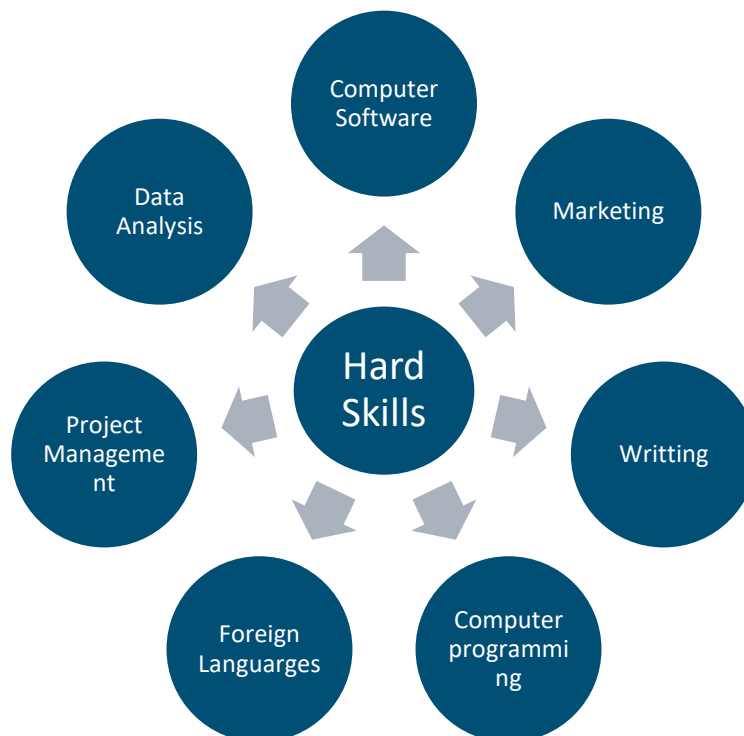 Computer
Software
Marketing
Writting
Computer
programmi
ng
Foreign
Languarges
Project
Manageme
nt
Data
Analysis
Hard
Skills